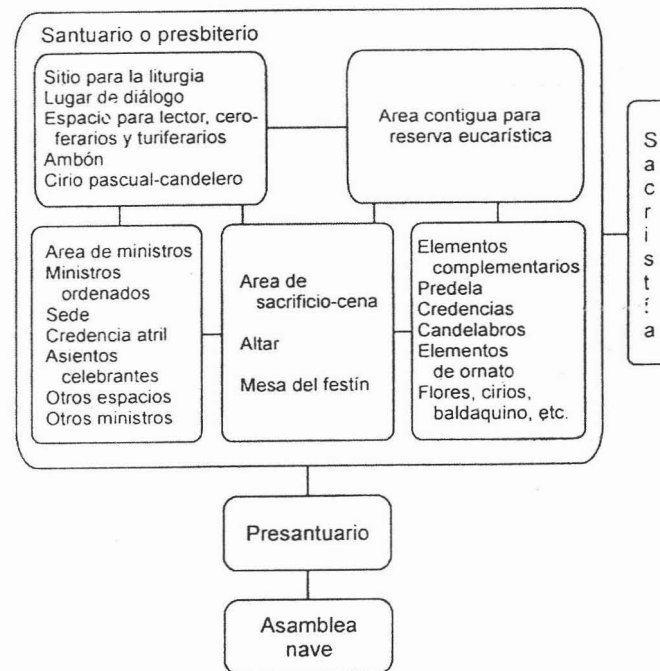 Santuario o presbiterio
Sitio para la liturgia
Lugar de diálogo
Espacio para lector, cero-
ferarios y turiferarios
Ambón
Cirio pascual-candelero
Area contigua para
reserva eucarística
Area de ministros
Ministros
ordenados
Sede
Credencia atril
Asientos
celebrantes
Otros espacios
Otros ministros
Area de
sacrificio-cena
Altar
Mesa del festín
Elementos
complementarios
Predela
Credencias
Candelabros
Elementos
de ornato
Flores, cirios,
baldaquino, etc.
Sacristía
Presantuario
Asamblea
nave